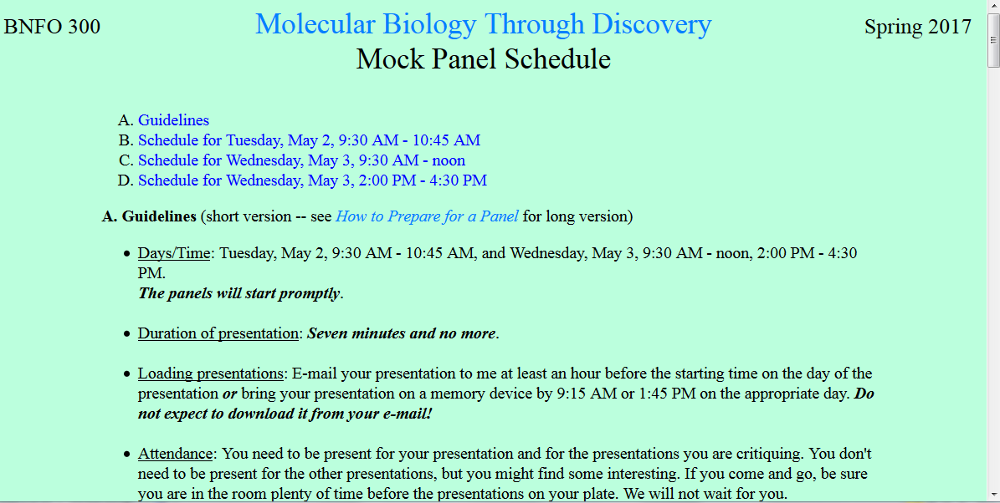 BNFO 300
Molecular Biology Through Discovery
Spring 2017
Mock Panel Schedule
A. Guidelines
B. Schedule for Tuesday, May 2, 9:30 AM - 10:45 AM
C. Schedule for Wednesday, May 3, 9:30 AM - noon
D. Schedule for Wednesday, May 3, 2:00 PM - 4:30 PM
A. Guidelines (short version -- see How to Prepare for a Panel for long version)
• Days/Time: Tuesday, May 2, 9:30 AM - 10:45 AM, and Wednesday, May 3, 9:30 AM - noon, 2:00 PM - 4:30
PM.
The panels will start promptly.
• Duration of presentation: Seven minutes and no more.
• Loading presentations: E-mail your presentation to me at least an hour before the starting time on the day of the
presentation or bring your presentation on a memory device by 9:15 AM or 1:45 PM on the appropriate day. Do
not expect to download it from your e-mail!
• Attendance: You need to be present for your presentation and for the presentations you are critiquing. You don't
need to be present for the other presentations, but you might find some interesting. If you come and go, be sure
you are in the room plenty of time before the presentations on your plate. We will not wait for you.